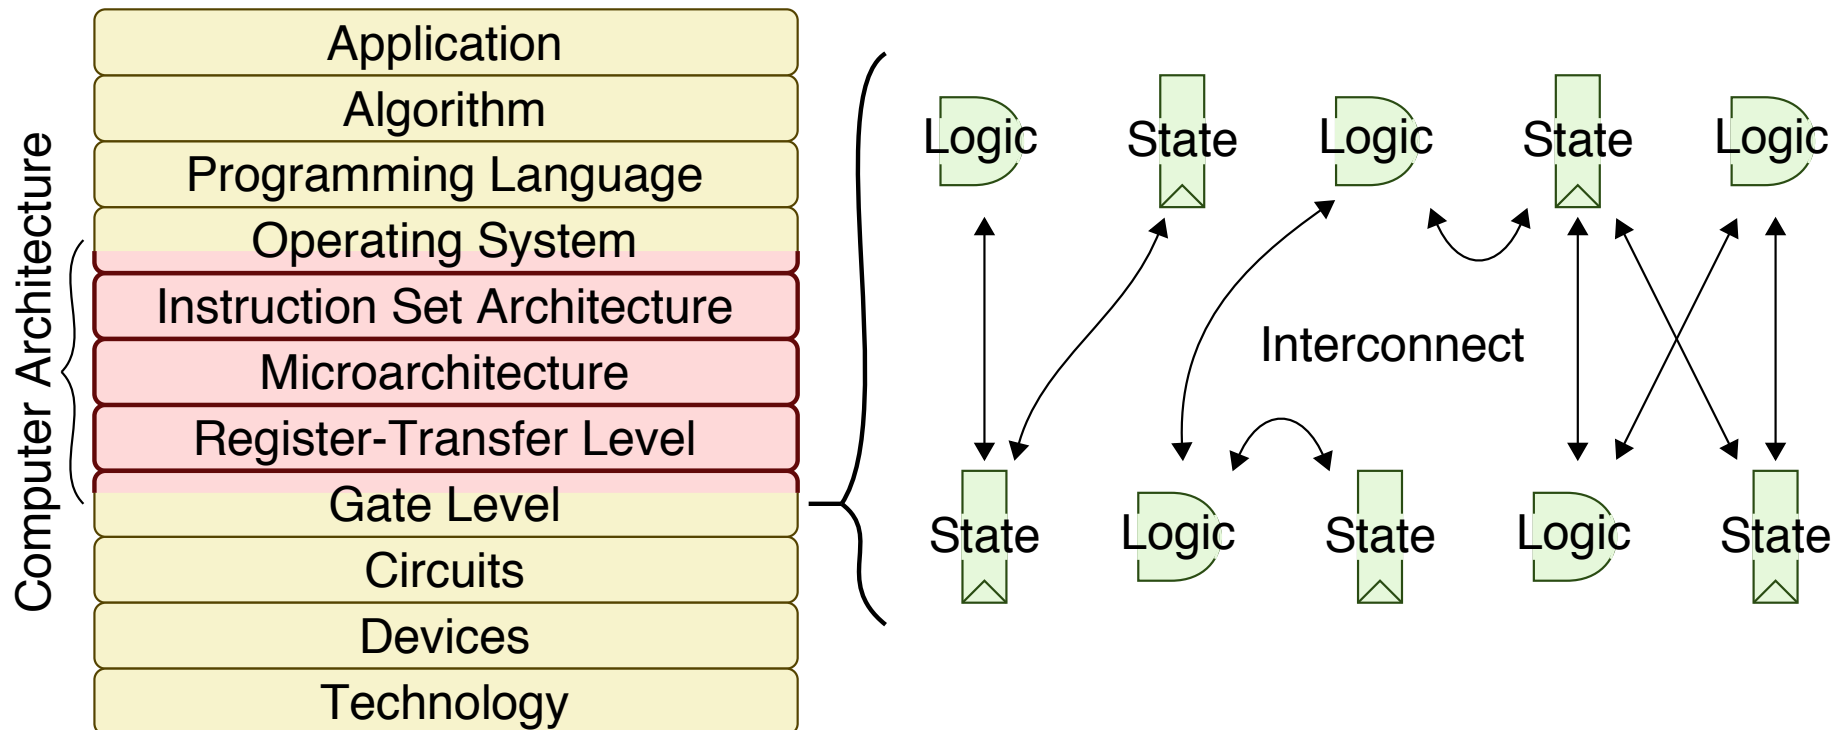 Computer Architecture
Application
Algorithm
Programming Language
Operating System
Instruction Set Architecture
Microarchitecture
Register-Transfer Level
Gate Level
Circuits
Devices
Technology
Logic State Logic State Logic
Interconnect
State Logic State Logic State